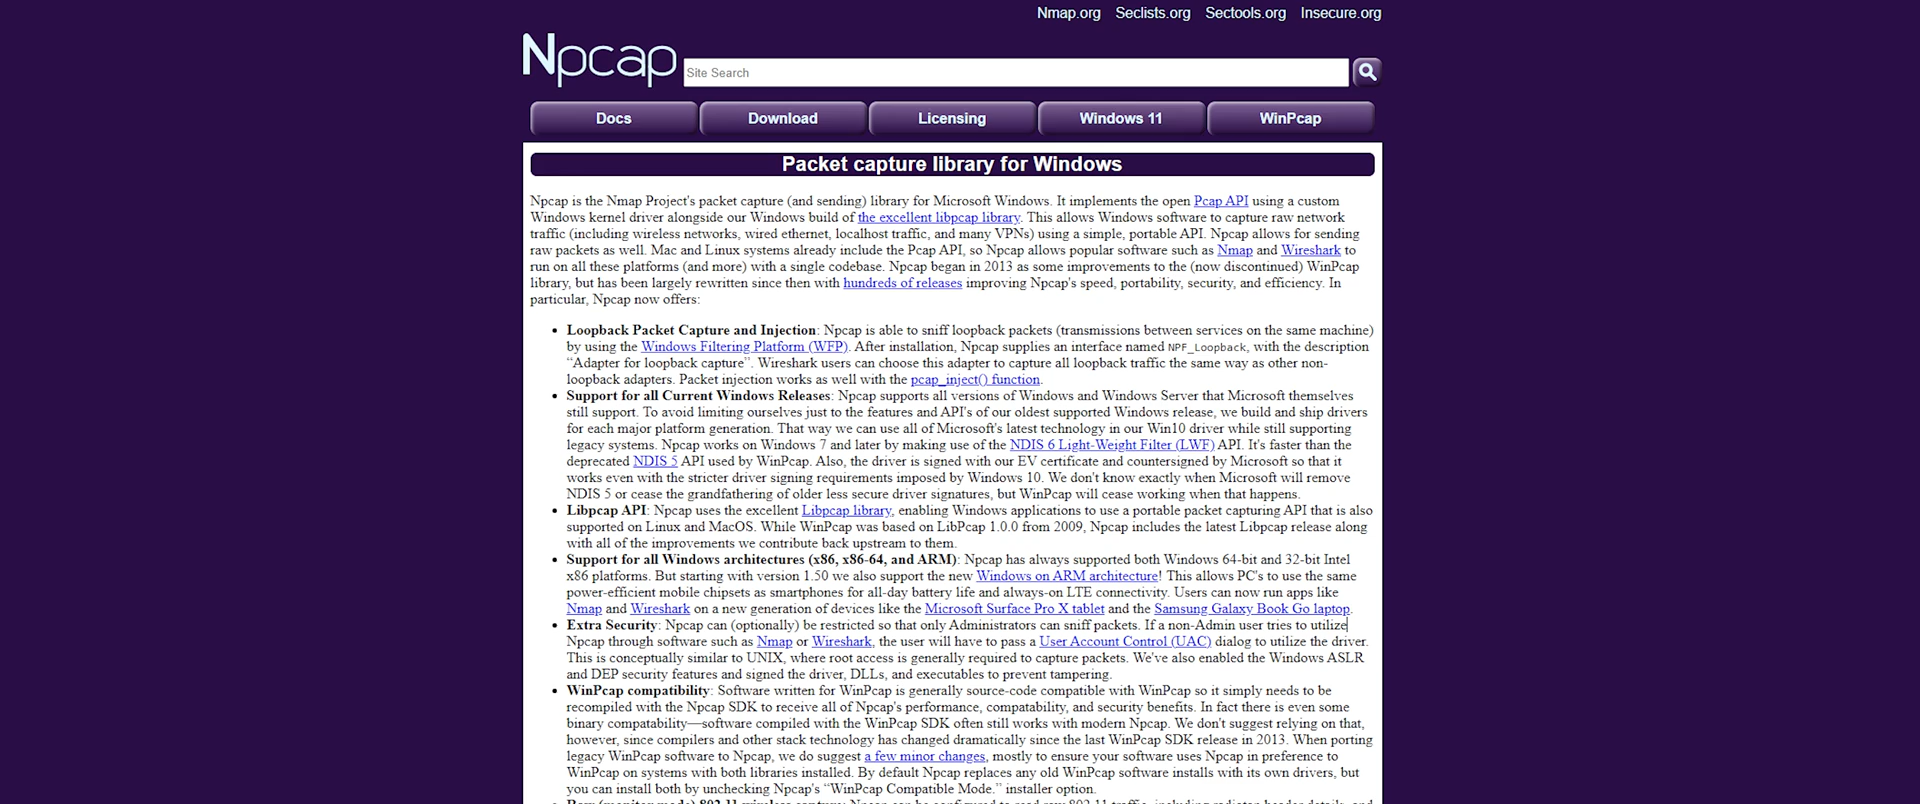 Nmap.org Seclists.org Sectools.org Insecure.org
Npcap
Site Search
Docs Download Licensing Windows 11 WinPcap
Packet capture library for Windows
Npcap is the Nmap Project's packet capture (and sending) library for Microsoft Windows. It implements the open Pcap API using a custom
Windows kernel driver alongside our Windows build of the excellent libpcap library. This allows Windows software to capture raw network
traffic (including wireless networks, wired ethernet, localhost traffic, and many VPNs) using a simple, portable API. Npcap allows for sending
raw packets as well. Mac and Linux systems already include the Pcap API, so Npcap allows popular software such as Nmap and Wireshark to
run on all these platforms (and more) with a single codebase. Npcap began in 2013 as some improvements to the (now discontinued) WinPcap
library, but has been largely rewritten since then with hundreds of releases improving Npcap's speed, portability, security, and efficiency. In
particular, Npcap now offers:
• Loopback Packet Capture and Injection: Npcap is able to sniff loopback packets (transmissions between services on the same machine)
by using the Windows Filtering Platform (WFP). After installation, Npcap supplies an interface named NPF_Loopback, with the description
“Adapter for loopback capture”. Wireshark users can choose this adapter to capture all loopback traffic the same way as other non-
loopback adapters. Packet injection works as well with the pcap_inject() function.
• Support for all Current Windows Releases: Npcap supports all versions of Windows and Windows Server that Microsoft themselves
still support. To avoid limiting ourselves just to the features and API's of our oldest supported Windows release, we build and ship drivers
for each major platform generation. That way we can use all of Microsoft's latest technology in our Win10 driver while still supporting
legacy systems. Npcap works on Windows 7 and later by making use of the NDIS 6 Light-Weight Filter (LWF) API. It's faster than the
deprecated NDIS 5 API used by WinPcap. Also, the driver is signed with our EV certificate and countersigned by Microsoft so that it
works even with the stricter driver signing requirements imposed by Windows 10. We don't know exactly when Microsoft will remove
NDIS 5 or cease the grandfathering of older less secure driver signatures, but WinPcap will cease working when that happens.
• Libpcap API: Npcap uses the excellent Libpcap library, enabling Windows applications to use a portable packet capturing API that is also
supported on Linux and MacOS. While WinPcap was based on LibPcap 1.0.0 from 2009, Npcap includes the latest Libpcap release along
with all of the improvements we contribute back upstream to them.
• Support for all Windows architectures (x86, x86-64, and ARM): Npcap has always supported both Windows 64-bit and 32-bit Intel
x86 platforms. But starting with version 1.50 we also support the new Windows on ARM architecture! This allows PC's to use the same
power-efficient mobile chipsets as smartphones for all-day battery life and always-on LTE connectivity. Users can now run apps like
Nmap and Wireshark on a new generation of devices like the Microsoft Surface Pro X tablet and the Samsung Galaxy Book Go laptop.
• Extra Security: Npcap can (optionally) be restricted so that only Administrators can sniff packets. If a non-Admin user tries to utilize
Npcap through software such as Nmap or Wireshark, the user will have to pass a User Account Control (UAC) dialog to utilize the driver.
This is conceptually similar to UNIX, where root access is generally required to capture packets. We've also enabled the Windows ASLR
and DEP security features and signed the driver, DLLs, and executables to prevent tampering.
• WinPcap compatibility: Software written for WinPcap is generally source-code compatible with WinPcap so it simply needs to be
recompiled with the Npcap SDK to receive all of Npcap's performance, compatability, and security benefits. In fact there is even some
binary compatability—software compiled with the WinPcap SDK often still works with modern Npcap. We don't suggest relying on that,
however, since compilers and other stack technology has changed dramatically since the last WinPcap SDK release in 2013. When porting
legacy WinPcap software to Npcap, we do suggest a few minor changes, mostly to ensure your software uses Npcap in preference to
WinPcap on systems with both libraries installed. By default Npcap replaces any old WinPcap software installs with its own drivers, but
you can install both by unchecking Npcap's “WinPcap Compatible Mode.” installer option.